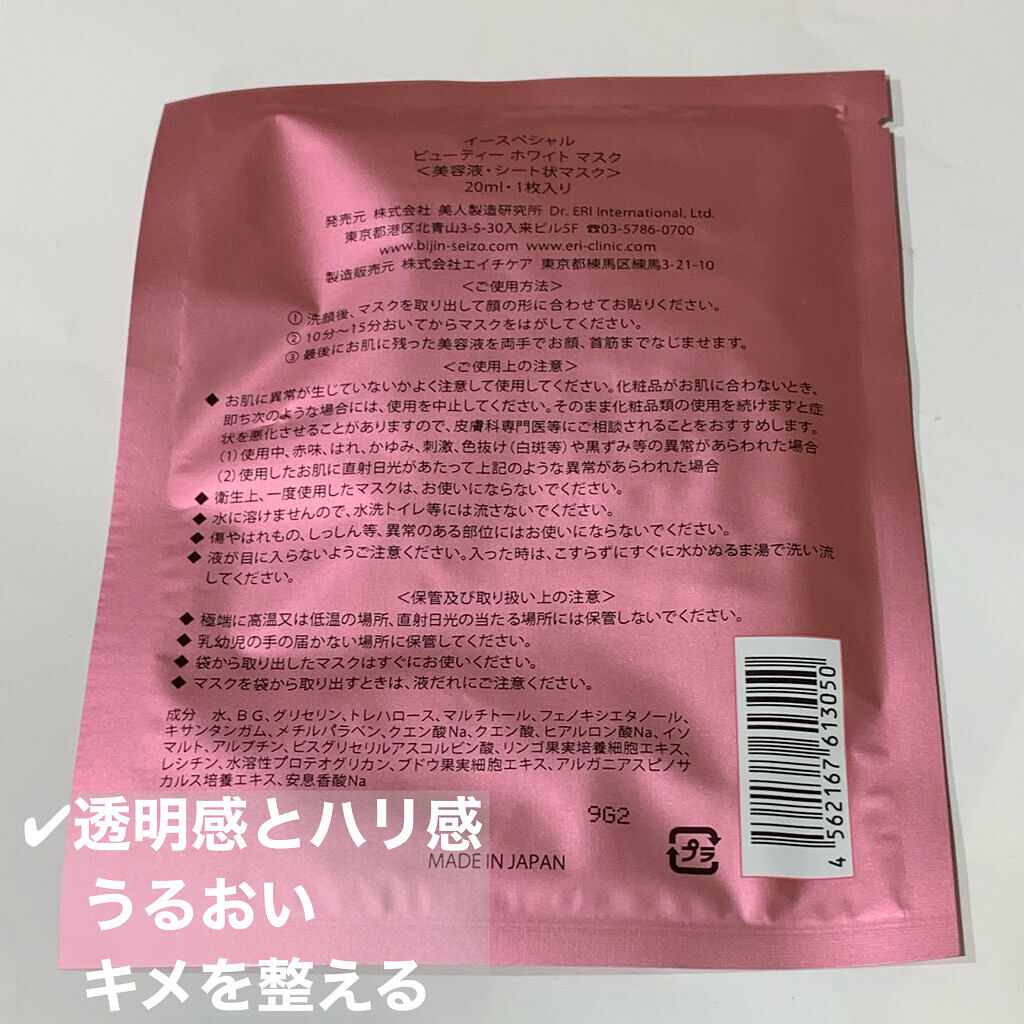 イースペシャル
ビューティー ホワイト マスク
＜美容液・シート状マスク＞
20ml・1枚入り
発売元 株式会社 美人製造研究所 Dr. ERI International, Ltd.
東京都港区北青山3-5-30入来ビル5F ☎03-5786-0700
www.bijin-seizo.com www.eri-clinic.com
製造販売元 株式会社エイチケア 東京都練馬区練馬3-21-10
＜ご使用方法＞
① 洗顔後、マスクを取り出して顔の形に合わせてお貼りください。
② 10分～15分おいてからマスクをはがしてください。
③ 最後にお肌に残った美容液を両手でお顔、首筋までなじませます。
＜ご使用上の注意＞
◆ お肌に異常が生じていないかよく注意して使用してください。化粧品がお肌に合わないとき、
即ち次のような場合には、使用を中止してください。そのまま化粧品類の使用を続けますと症
状を悪化させることがありますので、皮膚科専門医等にご相談されることをおすすめします。
(1)使用中、赤味、はれ、かゆみ、刺激、色抜け(白斑等)や黒ずみ等の異常があらわれた場合
(2)使用したお肌に直射日光があたって上記のような異常があらわれた場合
◆ 衛生上、一度使用したマスクは、お使いにならないでください。
◆ 水に溶けませんので、水洗トイレ等には流さないでください。
◆ 傷やはれもの、しっしん等、異常のある部位にはお使いにならないでください。
◆ 液が目に入らないようご注意ください。入った時は、こすらずにすぐに水かぬるま湯で洗い流
してください。
＜保管及び取り扱い上の注意＞
◆ 極端に高温又は低温の場所、直射日光の当たる場所には保管しないでください。
◆ 乳幼児の手の届かない場所に保管してください。
◆ 袋から取り出したマスクはすぐにお使いください。
◆ マスクを袋から取り出すときは、液だれにご注意ください。
成分 水、ＢＧ、グリセリン、トレハロース、マルチトール、フェノキシエタノール、
キサンタンガム、メチルパラベン、クエン酸Na、クエン酸、ヒアルロン酸Na、イソ
マルト、アルブチン、ビスグリセリルアスコルビン酸、リンゴ果実培養細胞エキス、
レシチン、水溶性プロテオグリカン、ブドウ果実細胞エキス、アルガニアスピノサ
カルス培養エキス、安息香酸Na
9G2
MADE IN JAPAN
プラ
4 562167 613050
✔透明感とハリ感
うるおい
キメを整える